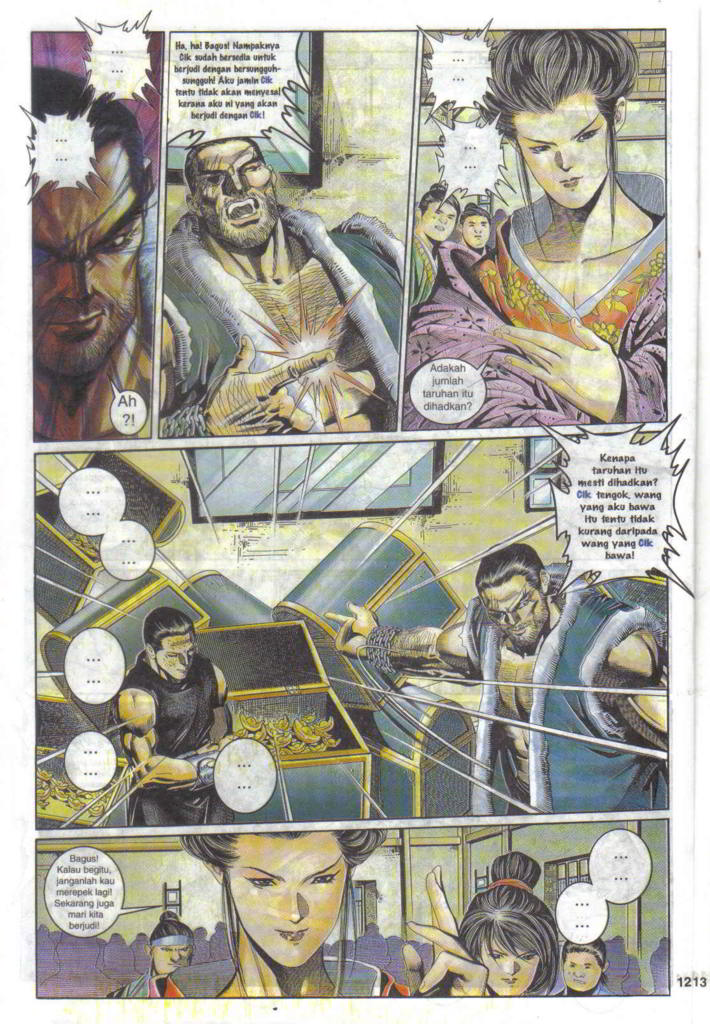 ...
...
...
...
Ah
?!
Ha, ha! Bagus! Nampaknya
Cik sudah bersedia untuk
berjudi dengan bersungguh-
sungguh! Aku jamin Cik
tentu tidak akan menyesal
kerana aku ni yang akan
berjudi dengan Cik!
...
...
...
...
Adakah
jumlah
taruhan itu
dihadkan?
...
...
...
...
Kenapa
taruhan itu
mesti dihadkan?
Cik tengok, wang
yang aku bawa
itu tentu tidak
kurang daripada
wang yang Cik
bawa!
...
...
...
...
...
...
Bagus!
Kalau begitu,
janganlah kau
merepek lagi!
Sekarang juga
mari kita
berjudi!
...
...
...
...
1213